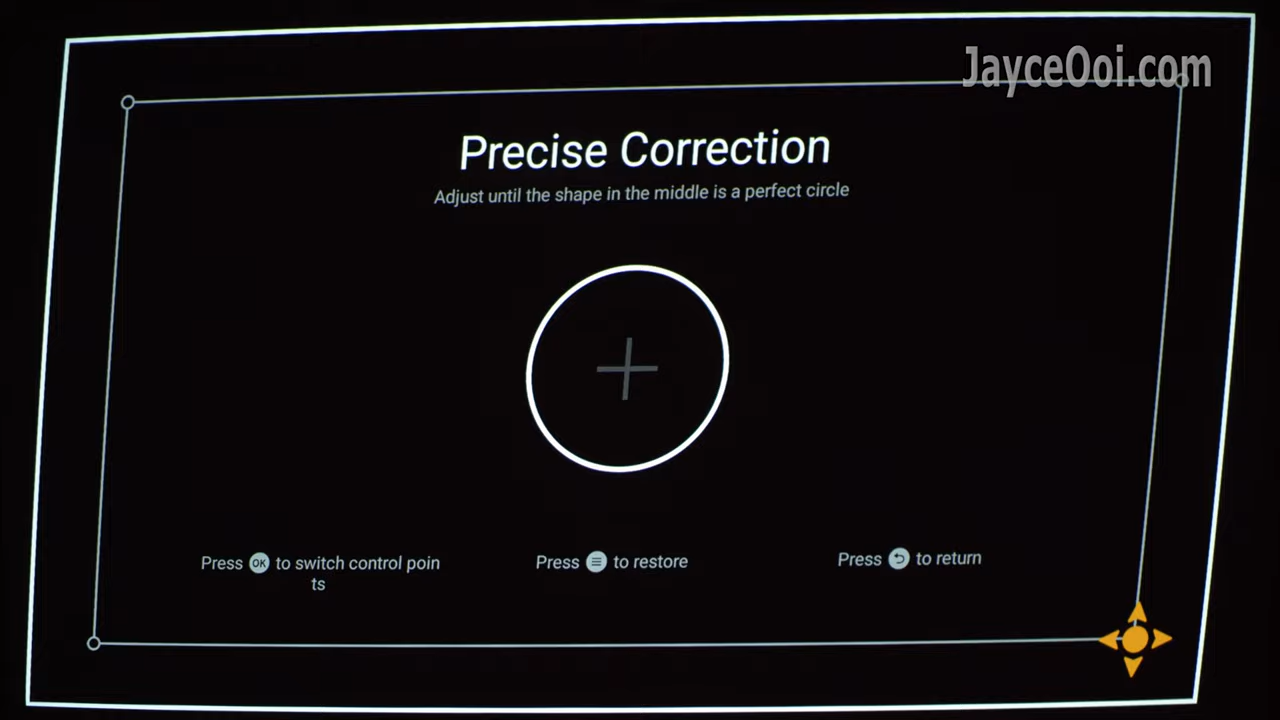 JayceOoi.com
Precise Correction
Adjust until the shape in the middle is a perfect circle
Press OK to switch control poin
ts
Press to restore
Press to return